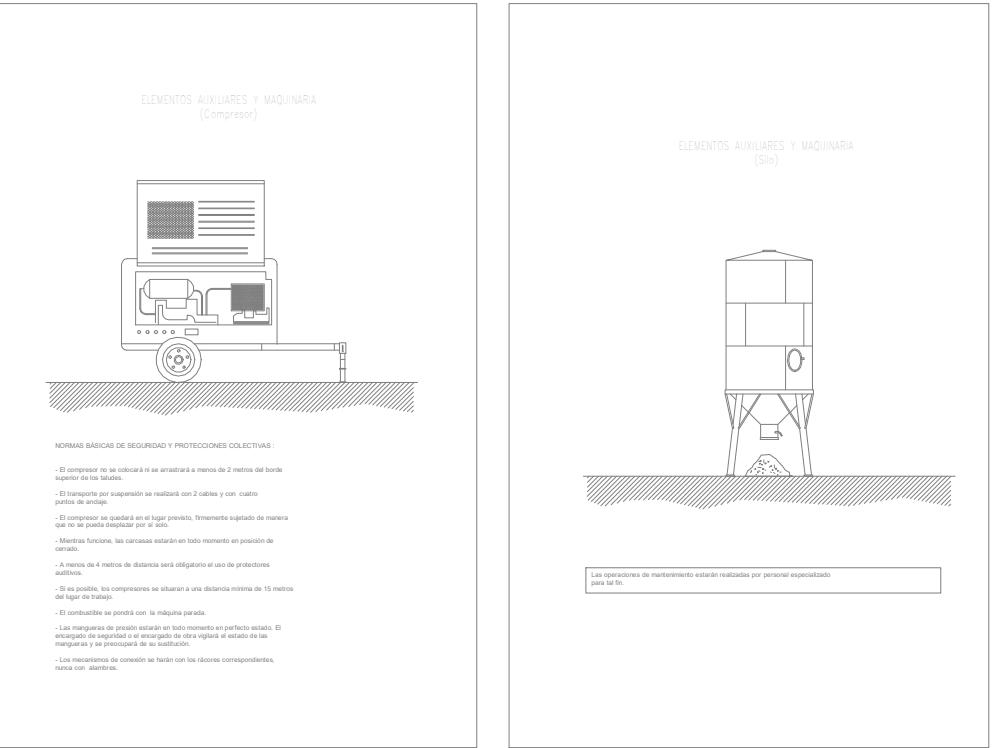 ELEMENTOS AUXILIARES Y MAQUINARIA
(Compresor)
NORMAS BÁSICAS DE SEGURIDAD Y PROTECCIONES COLECTIVAS :
- El compresor no se colocará ni se arrastrará a menos de 2 metros del borde
superior de los taludes.
- El transporte por suspensión se realizará con 2 cables y con cuatro
puntos de anclaje.
- El compresor se quedará en el lugar previsto, firmemente sujetado de manera
que no se pueda desplazar por sí solo.
- Mientras funcione, las carcasas estarán en todo momento en posición de
cerrado.
- A menos de 4 metros de distancia será obligatorio el uso de protectores
auditivos.
- Si es posible, los compresores se situaran a una distancia mínima de 15 metros
del lugar de trabajo.
- El combustible se pondrá con la máquina parada.
- Las mangueras de presión estarán en todo momento en perfecto estado. El
encargado de seguridad o el encargado de obra vigilará el estado de las
mangueras y se preocupará de su sustitución.
- Los mecanismos de conexión se harán con los rácores correspondientes,
nunca con alambres.
ELEMENTOS AUXILIARES Y MAQUINARIA
(Silo)
Las operaciones de mantenimiento estarán realizadas por personal especializado
para tal fin.